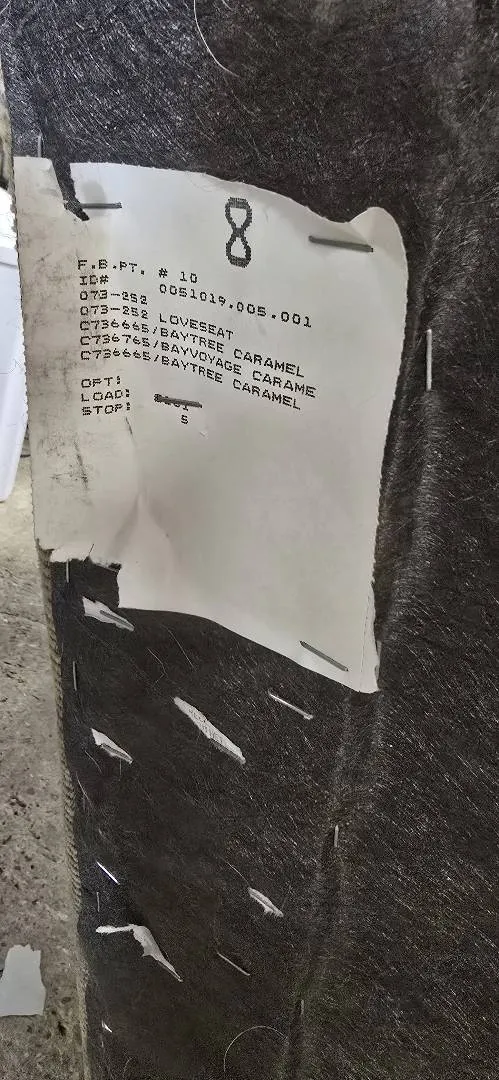 8
F.B.PT. # 10
ID# 0051019.005.001
073-252
073-252 LOVESEAT
C736665/BAYTREE CARAMEL
C736765/BAYVOYAGE CARAME
C736665/BAYTREE CARAMEL
OPT:
LOAD:
STOP: 5